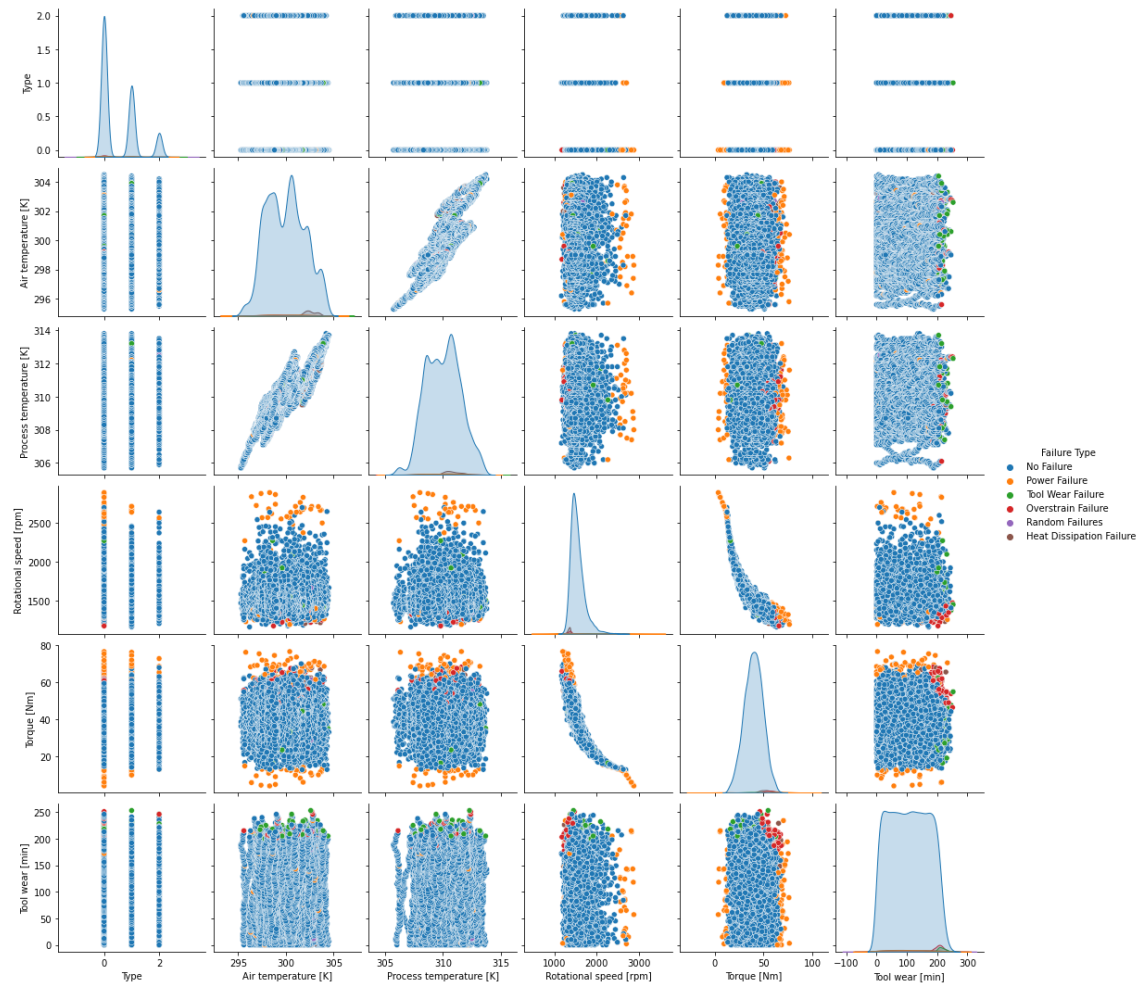 2.0
1.5
1.0
0.5
0.0
Type
304
302
300
298
296
Air temperature [K]
314
312
310
308
306
Process temperature [K]
Failure Type
No Failure
Power Failure
Tool Wear Failure
Overstrain Failure
Random Failures
Heat Dissipation Failure
2500
2000
1500
Rotational speed [rpm]
80
60
40
20
Torque [Nm]
250
200
150
100
50
0
Tool wear [min]
0 2
295 300 305
305 310 315
1000 2000 3000
0 50 100
-100 0 100 200 300
Type
Air temperature [K]
Process temperature [K]
Rotational speed [rpm]
Torque [Nm]
Tool wear [min]